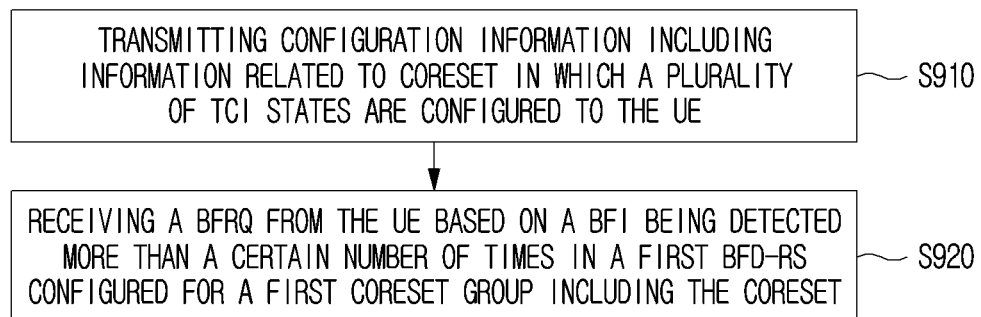 TRANSMITTING CONFIGURATION INFORMATION INCLUDING
INFORMATION RELATED TO CORESET IN WHICH A PLURALITY
OF TCI STATES ARE CONFIGURED TO THE UE
S910
RECEIVING A BFRQ FROM THE UE BASED ON A BFI BEING DETECTED
MORE THAN A CERTAIN NUMBER OF TIMES IN A FIRST BFD-RS
CONFIGURED FOR A FIRST CORESET GROUP INCLUDING THE CORESET
S920